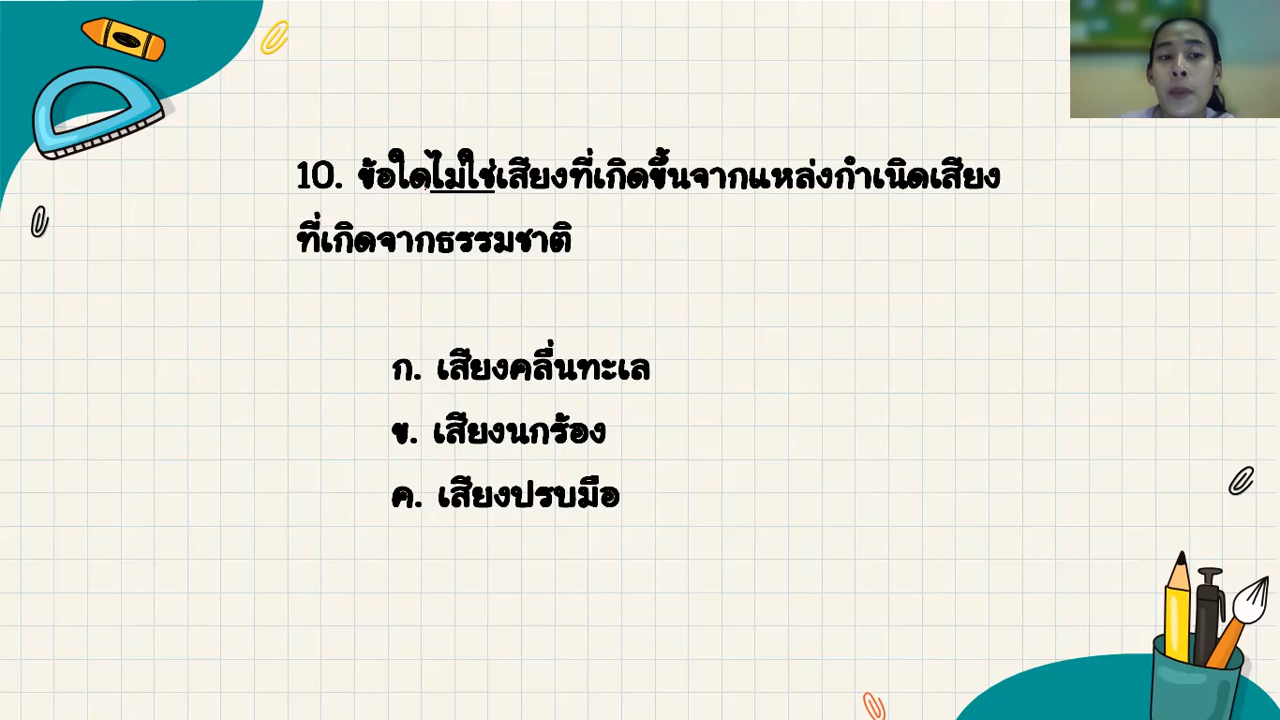 10. ข้อใดไม่ใช่เสียงที่เกิดขึ้นจากแหล่งกำเนิดเสียง
ที่เกิดจากธรรมชาติ
ก. เสียงคลื่นทะเล
ข. เสียงนกร้อง
ค. เสียงปรบมือ